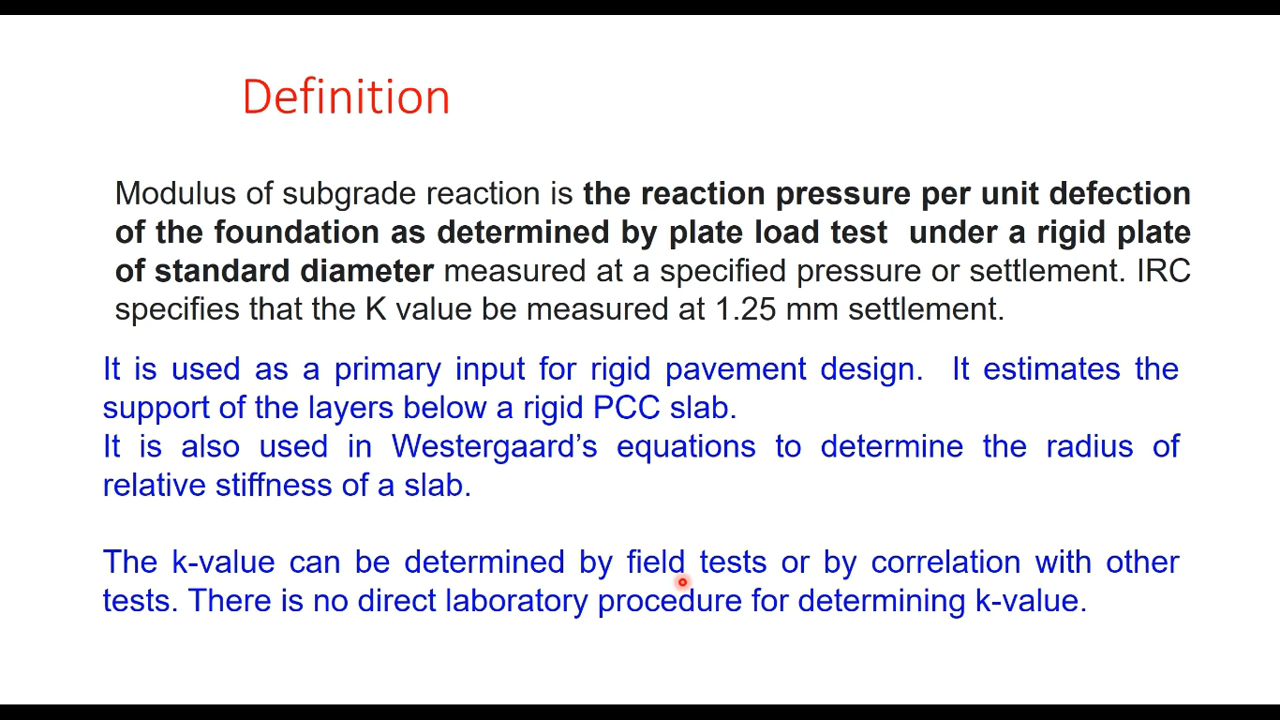 Definition
Modulus of subgrade reaction is the reaction pressure per unit defection
of the foundation as determined by plate load test under a rigid plate
of standard diameter measured at a specified pressure or settlement. IRC
specifies that the K value be measured at 1.25 mm settlement.
It is used as a primary input for rigid pavement design. It estimates the
support of the layers below a rigid PCC slab.
It is also used in Westergaard’s equations to determine the radius of
relative stiffness of a slab.
The k-value can be determined by field tests or by correlation with other
tests. There is no direct laboratory procedure for determining k-value.